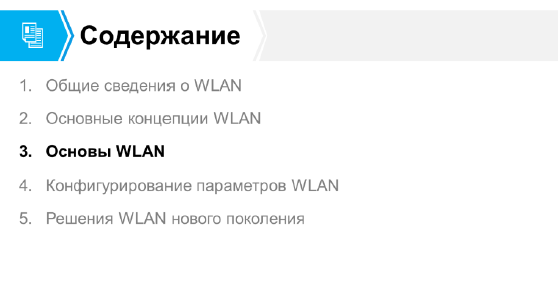 Содержание
1. Общие сведения о WLAN
2. Основные концепции WLAN
3. Основы WLAN
4. Конфигурирование параметров WLAN
5. Решения WLAN нового поколения